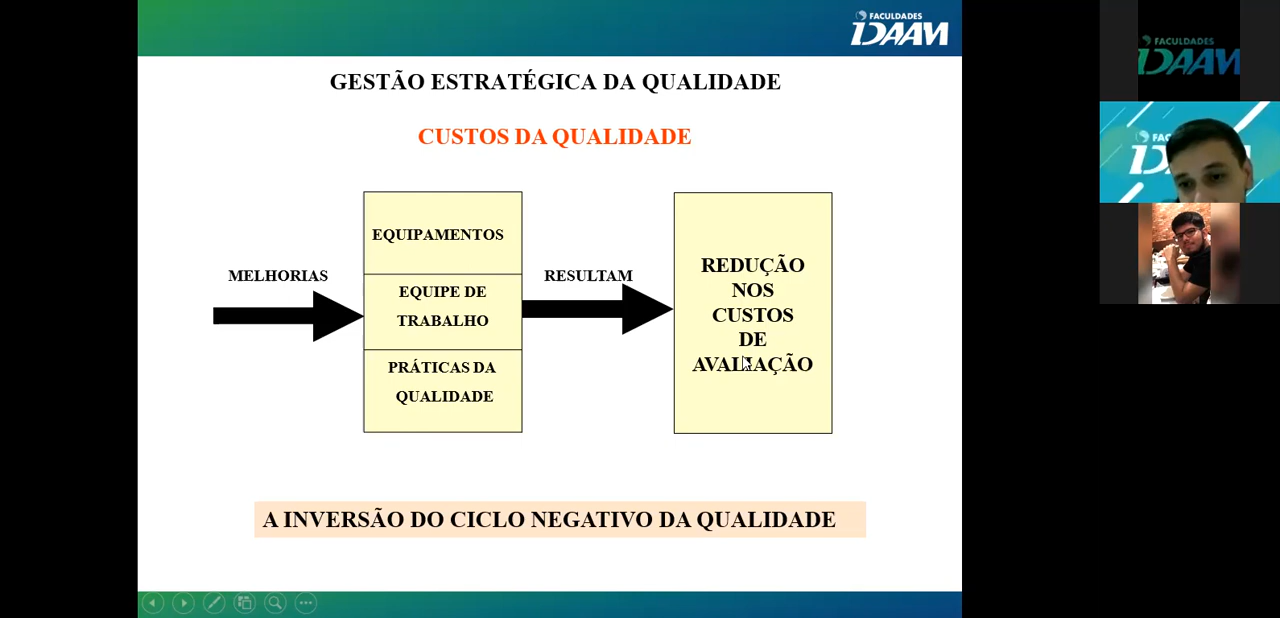 FACULDADES
IDAAM
GESTÃO ESTRATÉGICA DA QUALIDADE
CUSTOS DA QUALIDADE
MELHORIAS
EQUIPAMENTOS
EQUIPE DE
TRABALHO
PRÁTICAS DA
QUALIDADE
RESULTAM
REDUÇÃO
NOS
CUSTOS
DE
AVALIAÇÃO
A INVERSÃO DO CICLO NEGATIVO DA QUALIDADE
FACULDADES
IDAAM